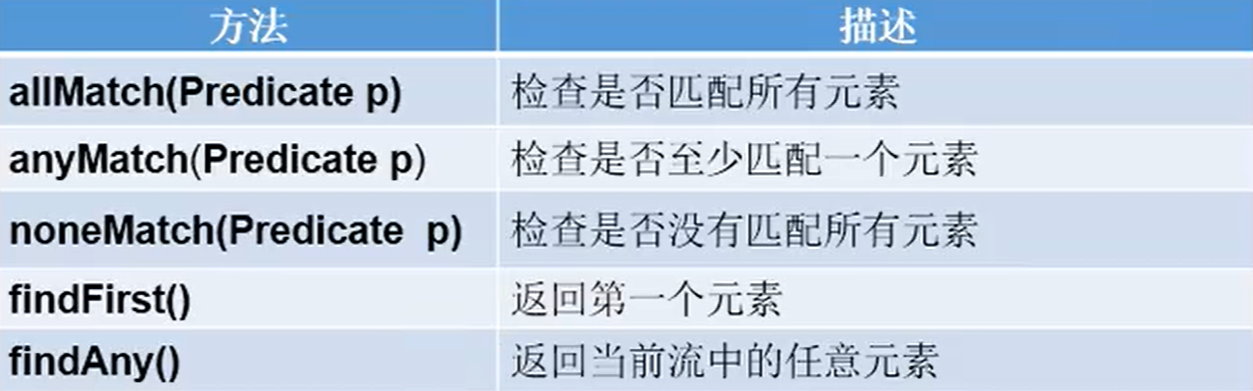 方法 描述
allMatch(Predicate p) 检查是否匹配所有元素
anyMatch(Predicate p) 检查是否至少匹配一个元素
noneMatch(Predicate  p) 检查是否没有匹配所有元素
findFirst() 返回第一个元素
findAny() 返回当前流中的任意元素